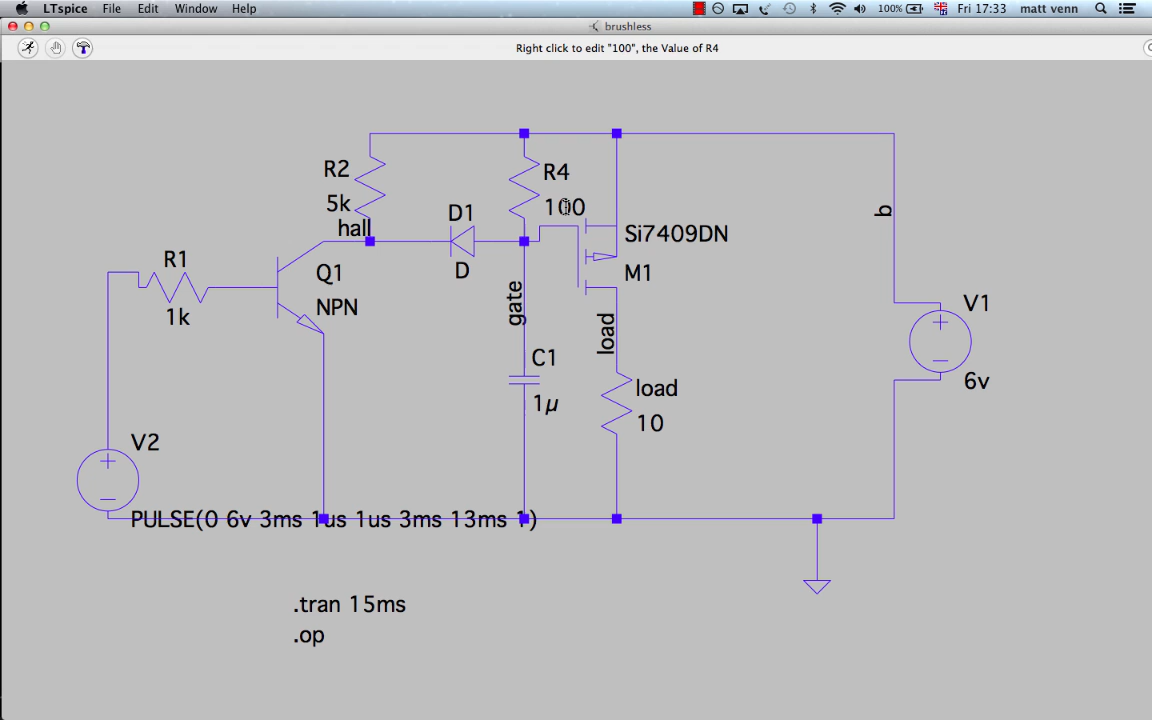 LTspice File Edit Window Help 100% Fri 17:33 matt venn
brushless
Right click to edit "100", the Value of R4
R2
5k
hall
D1
D
R4
100
Si7409DN
M1
b
R1
1k
Q1
NPN
gate
load
C1
1µ
load
10
V1
6v
V2
PULSE(0 6v 3ms 1us 1us 3ms 13ms 1)
.tran 15ms
.op